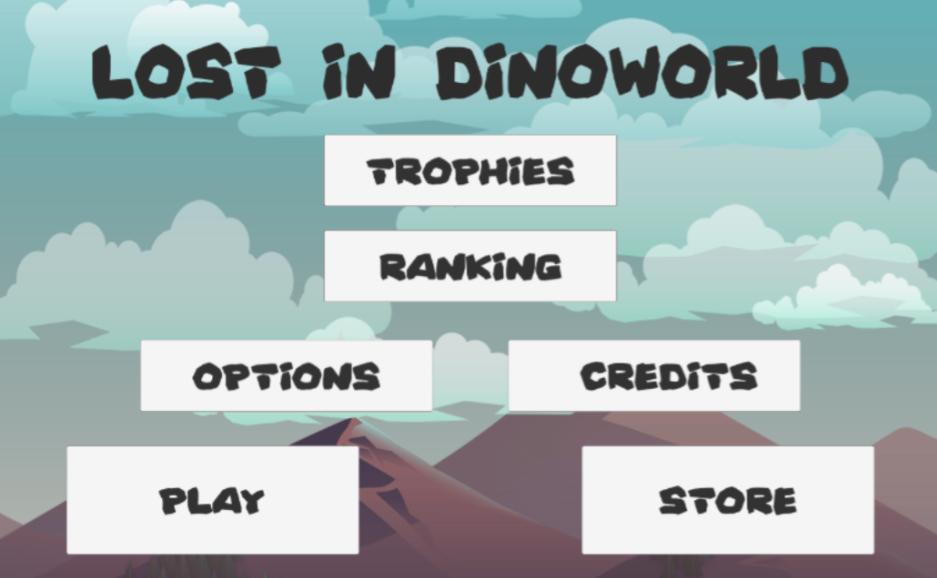 LOST IN DINOWORLD
TROPHIES
RANKING
OPTIONS
CREDITS
PLAY
STORE